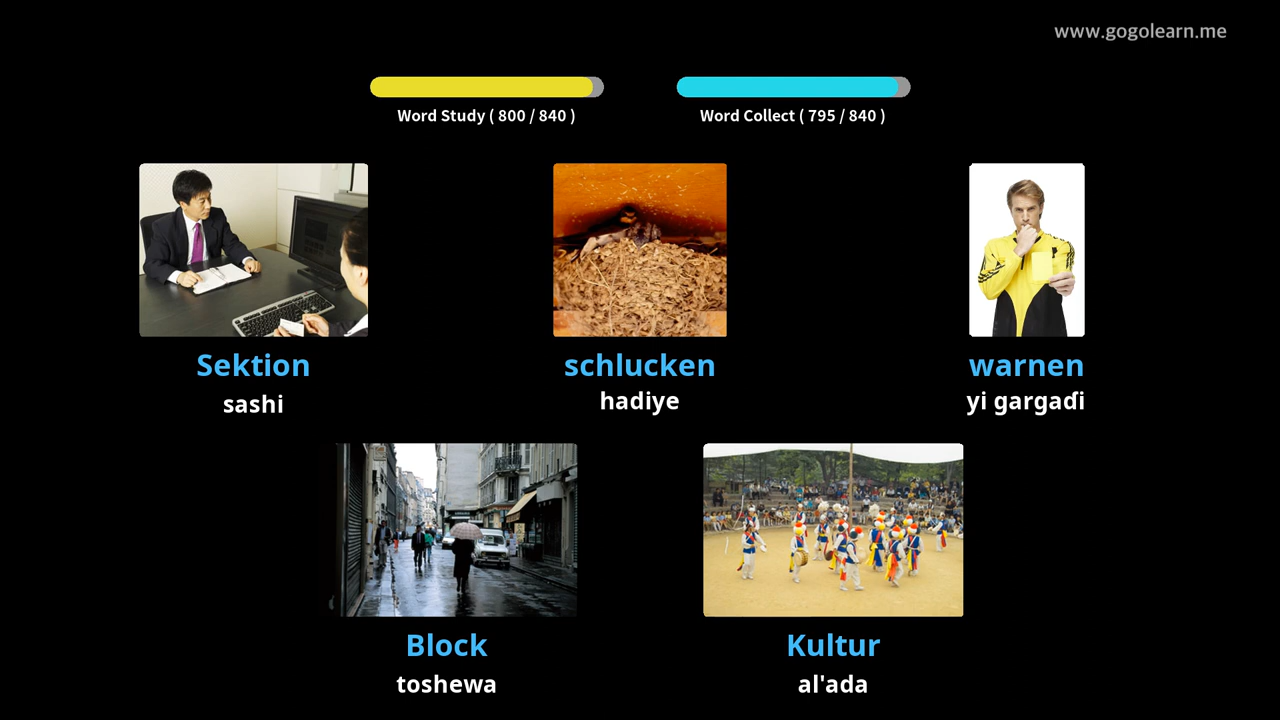 www.gogolearn.me
Word Study ( 800 / 840 )
Word Collect ( 795 / 840 )
Sektion
sashi
schlucken
hadiye
warnen
yi gargaɗi
Block
toshewa
Kultur
al'ada